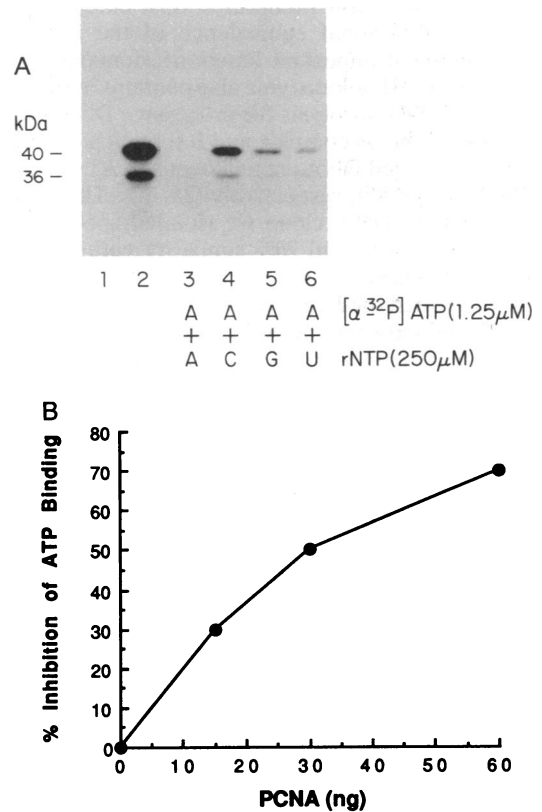 A
kDa
40 –
36 –
1 2 3 4 5 6
A A A A [α ³²P] ATP(1.25μM)
+ + + +
A C G U rNTP(250μM)
B
80
70
60
50
40
30
20
10
0
% Inhibition of ATP Binding
0 10 20 30 40 50 60
PCNA (ng)